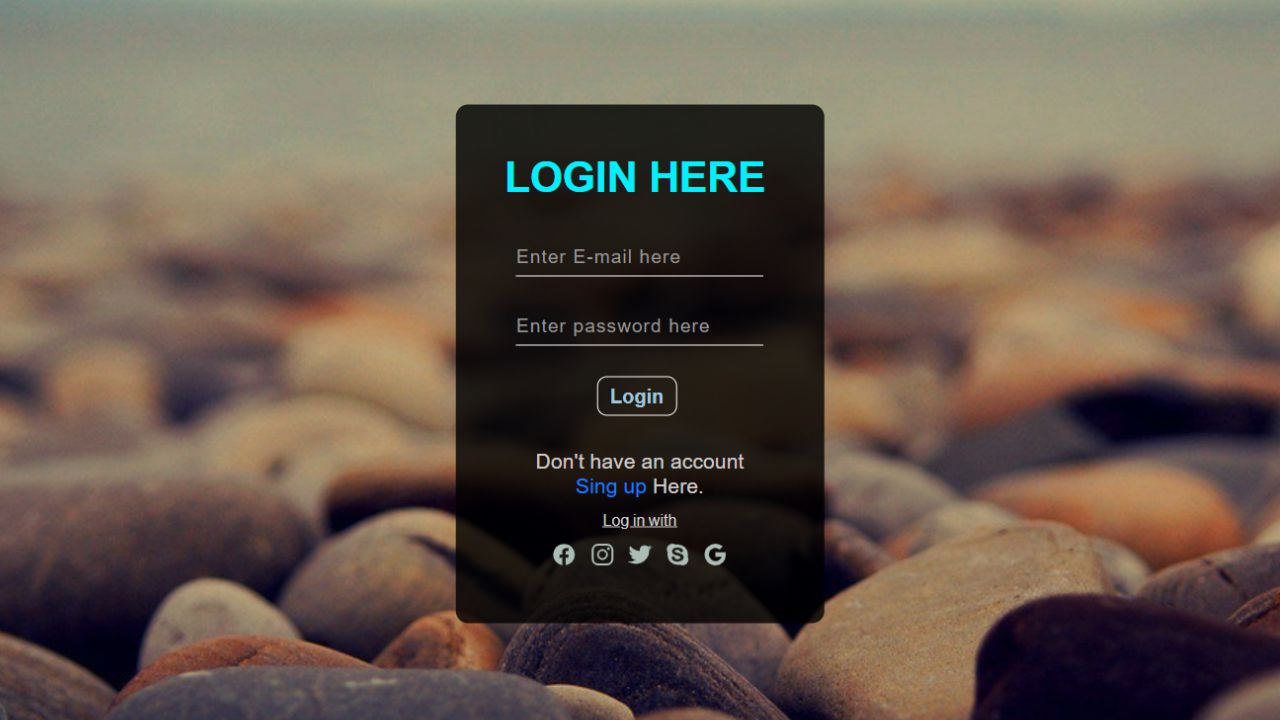 LOGIN HERE
Enter E-mail here
Enter password here
Login
Don't have an account
Sing up Here.
Log in with